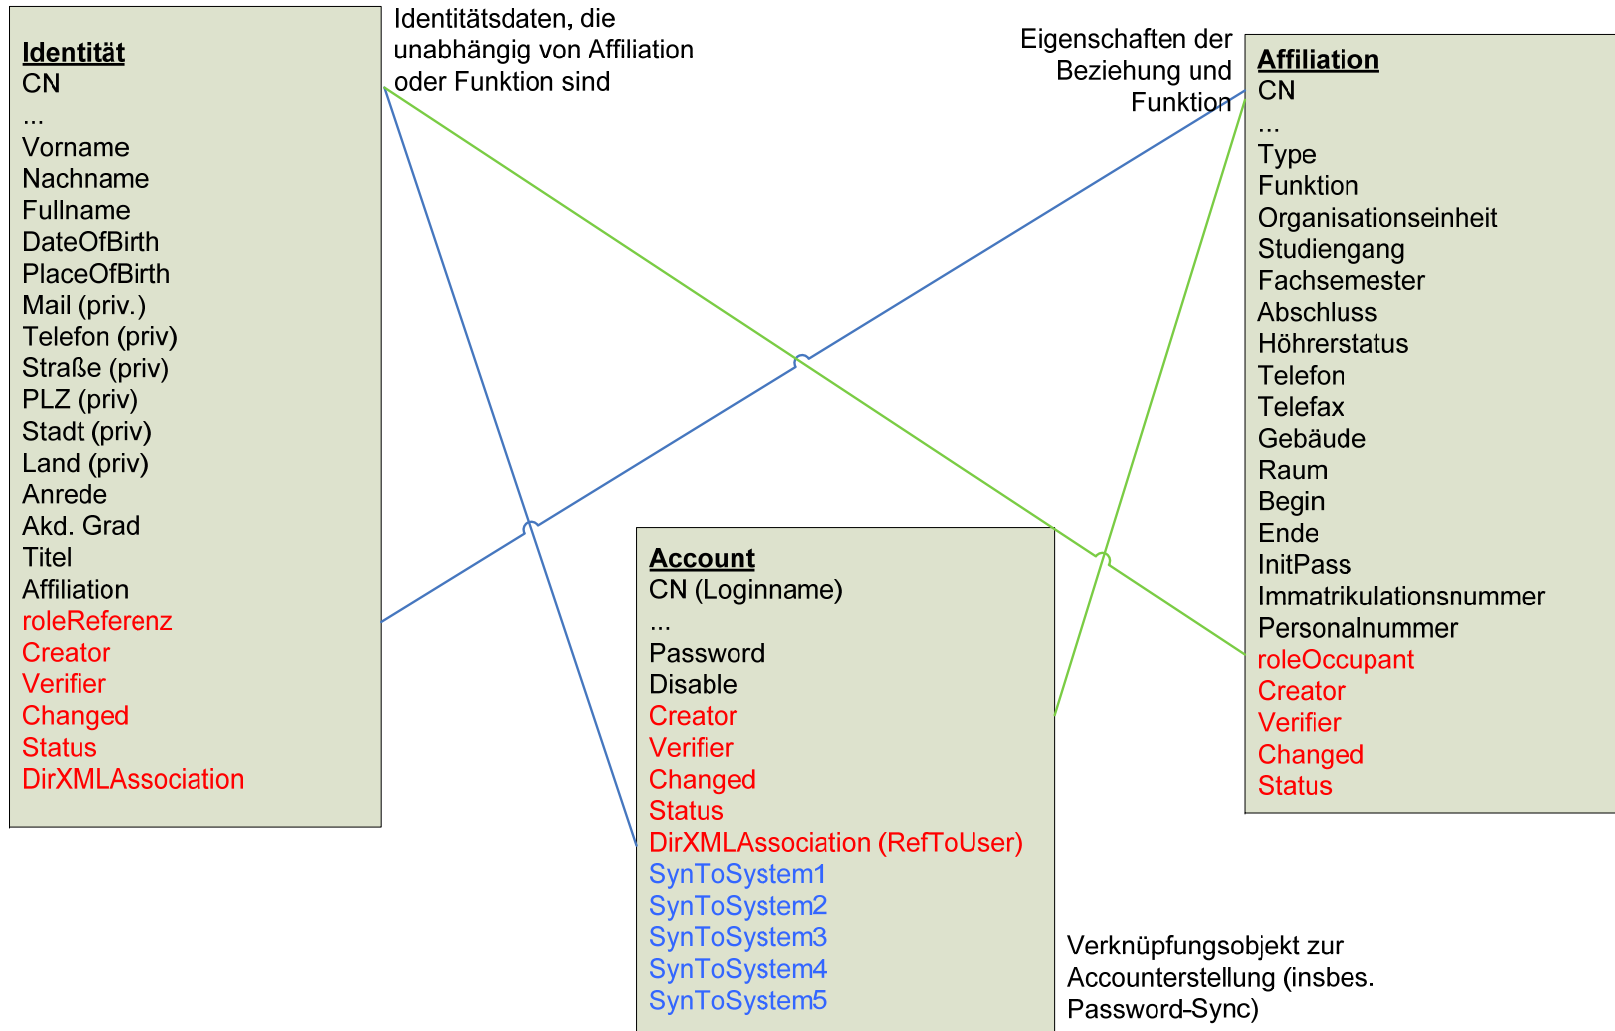 Identität
CN
...
Vorname
Nachname
Fullname
DateOfBirth
PlaceOfBirth
Mail (priv.)
Telefon (priv)
Straße (priv)
PLZ (priv)
Stadt (priv)
Land (priv)
Anrede
Akd. Grad
Titel
Affiliation
roleReferenz
Creator
Verifier
Changed
Status
DirXMLAssociation
Identitätsdaten, die
unabhängig von Affiliation
oder Funktion sind
Eigenschaften der
Beziehung und
Funktion
Affiliation
CN
...
Type
Funktion
Organisationseinheit
Studiengang
Fachsemester
Abschluss
Höhrerstatus
Telefon
Telefax
Gebäude
Raum
Begin
Ende
InitPass
Immatrikulationsnummer
Personalnummer
roleOccupant
Creator
Verifier
Changed
Status
Account
CN (Loginname)
...
Password
Disable
Creator
Verifier
Changed
Status
DirXMLAssociation (RefToUser)
SynToSystem1
SynToSystem2
SynToSystem3
SynToSystem4
SynToSystem5
Verknüpfungsobjekt zur
Accounterstellung (insbes.
Password-Sync)